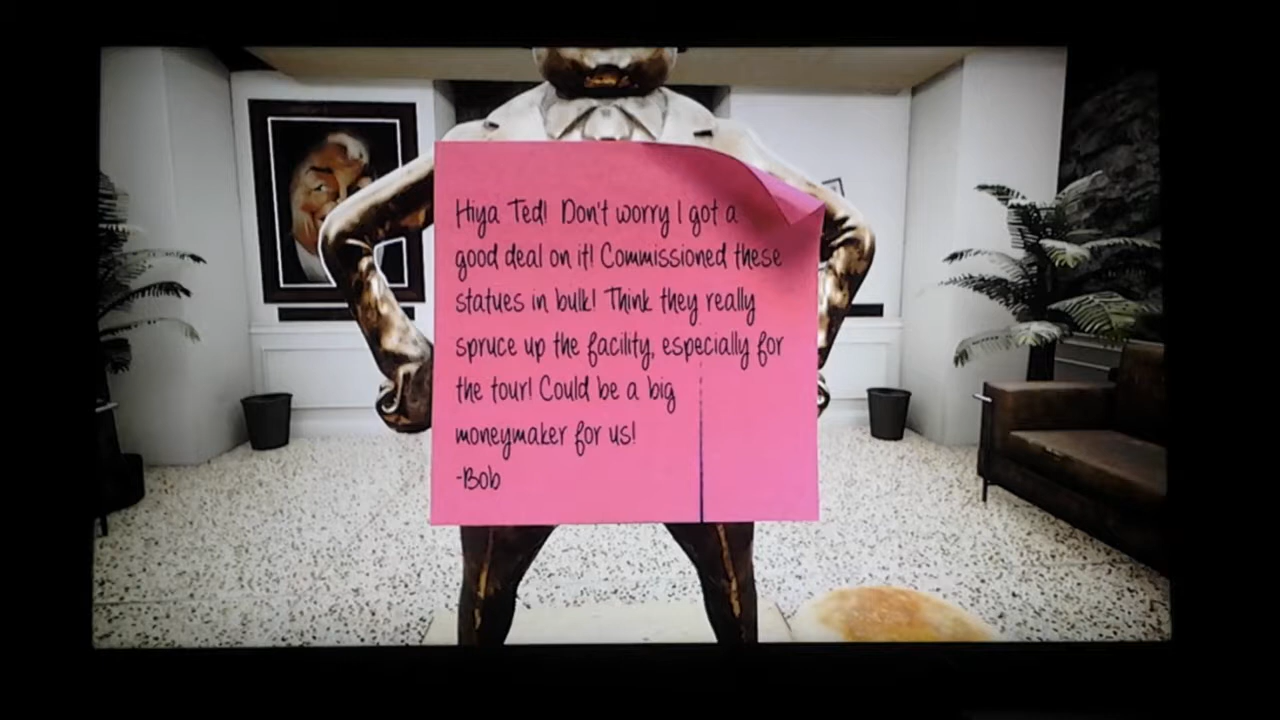 Hiya Ted! Don't worry I got a
good deal on it! Commissioned these
statues in bulk! Think they really
spruce up the facility, especially for
the tour! Could be a big
moneymaker for us!
-Bob